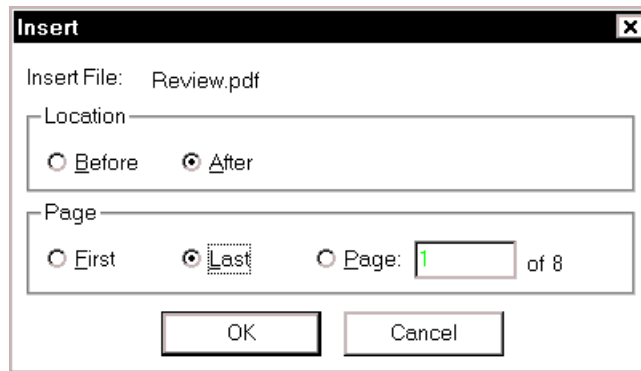 Insert
Insert File: Review.pdf
Location
Before After
Page
First Last Page: 1 of 8
OK Cancel